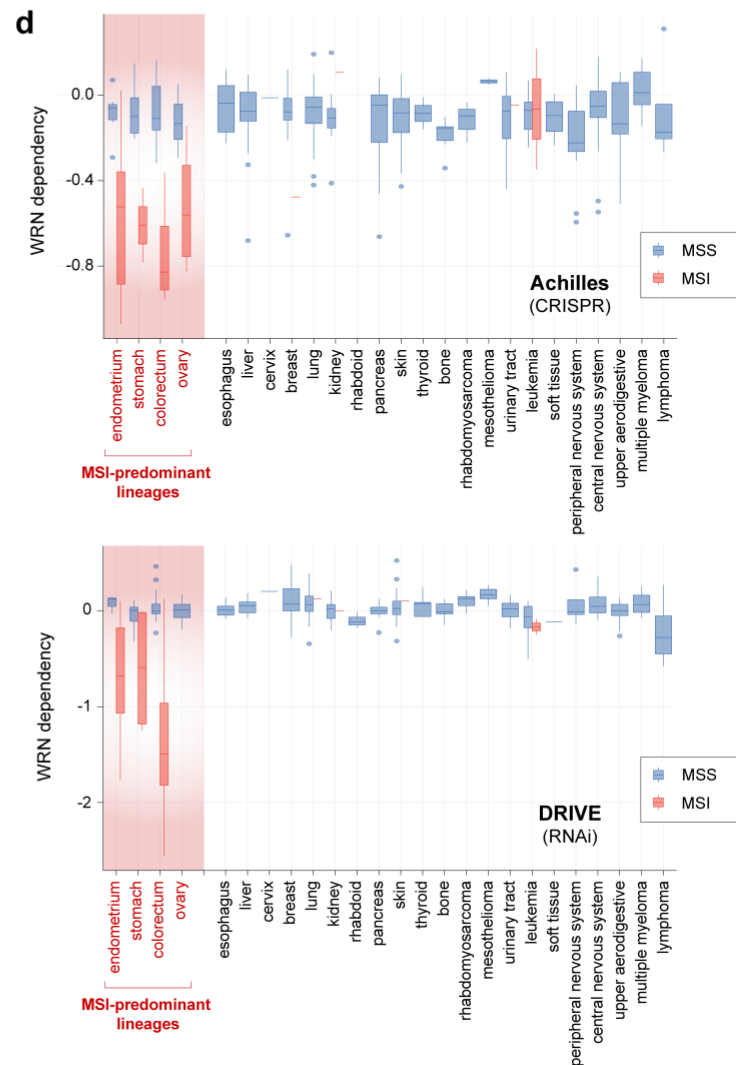 d
0.0
-0.4
-0.8
WRN dependency
MSS
MSI
Achilles
(CRISPR)
endometrium
stomach
colorectum
ovary
esophagus
liver
cervix
breast
lung
kidney
rhabdoid
pancreas
skin
thyroid
bone
rhabdomyosarcoma
mesothelioma
urinary tract
leukemia
soft tissue
peripheral nervous system
central nervous system
upper aerodigestive
multiple myeloma
lymphoma
MSI-predominant
lineages
0
-1
-2
WRN dependency
MSS
MSI
DRIVE
(RNAi)
endometrium
stomach
colorectum
ovary
esophagus
liver
cervix
breast
lung
kidney
rhabdoid
pancreas
skin
thyroid
bone
rhabdomyosarcoma
mesothelioma
urinary tract
leukemia
soft tissue
peripheral nervous system
central nervous system
upper aerodigestive
multiple myeloma
lymphoma
MSI-predominant
lineages